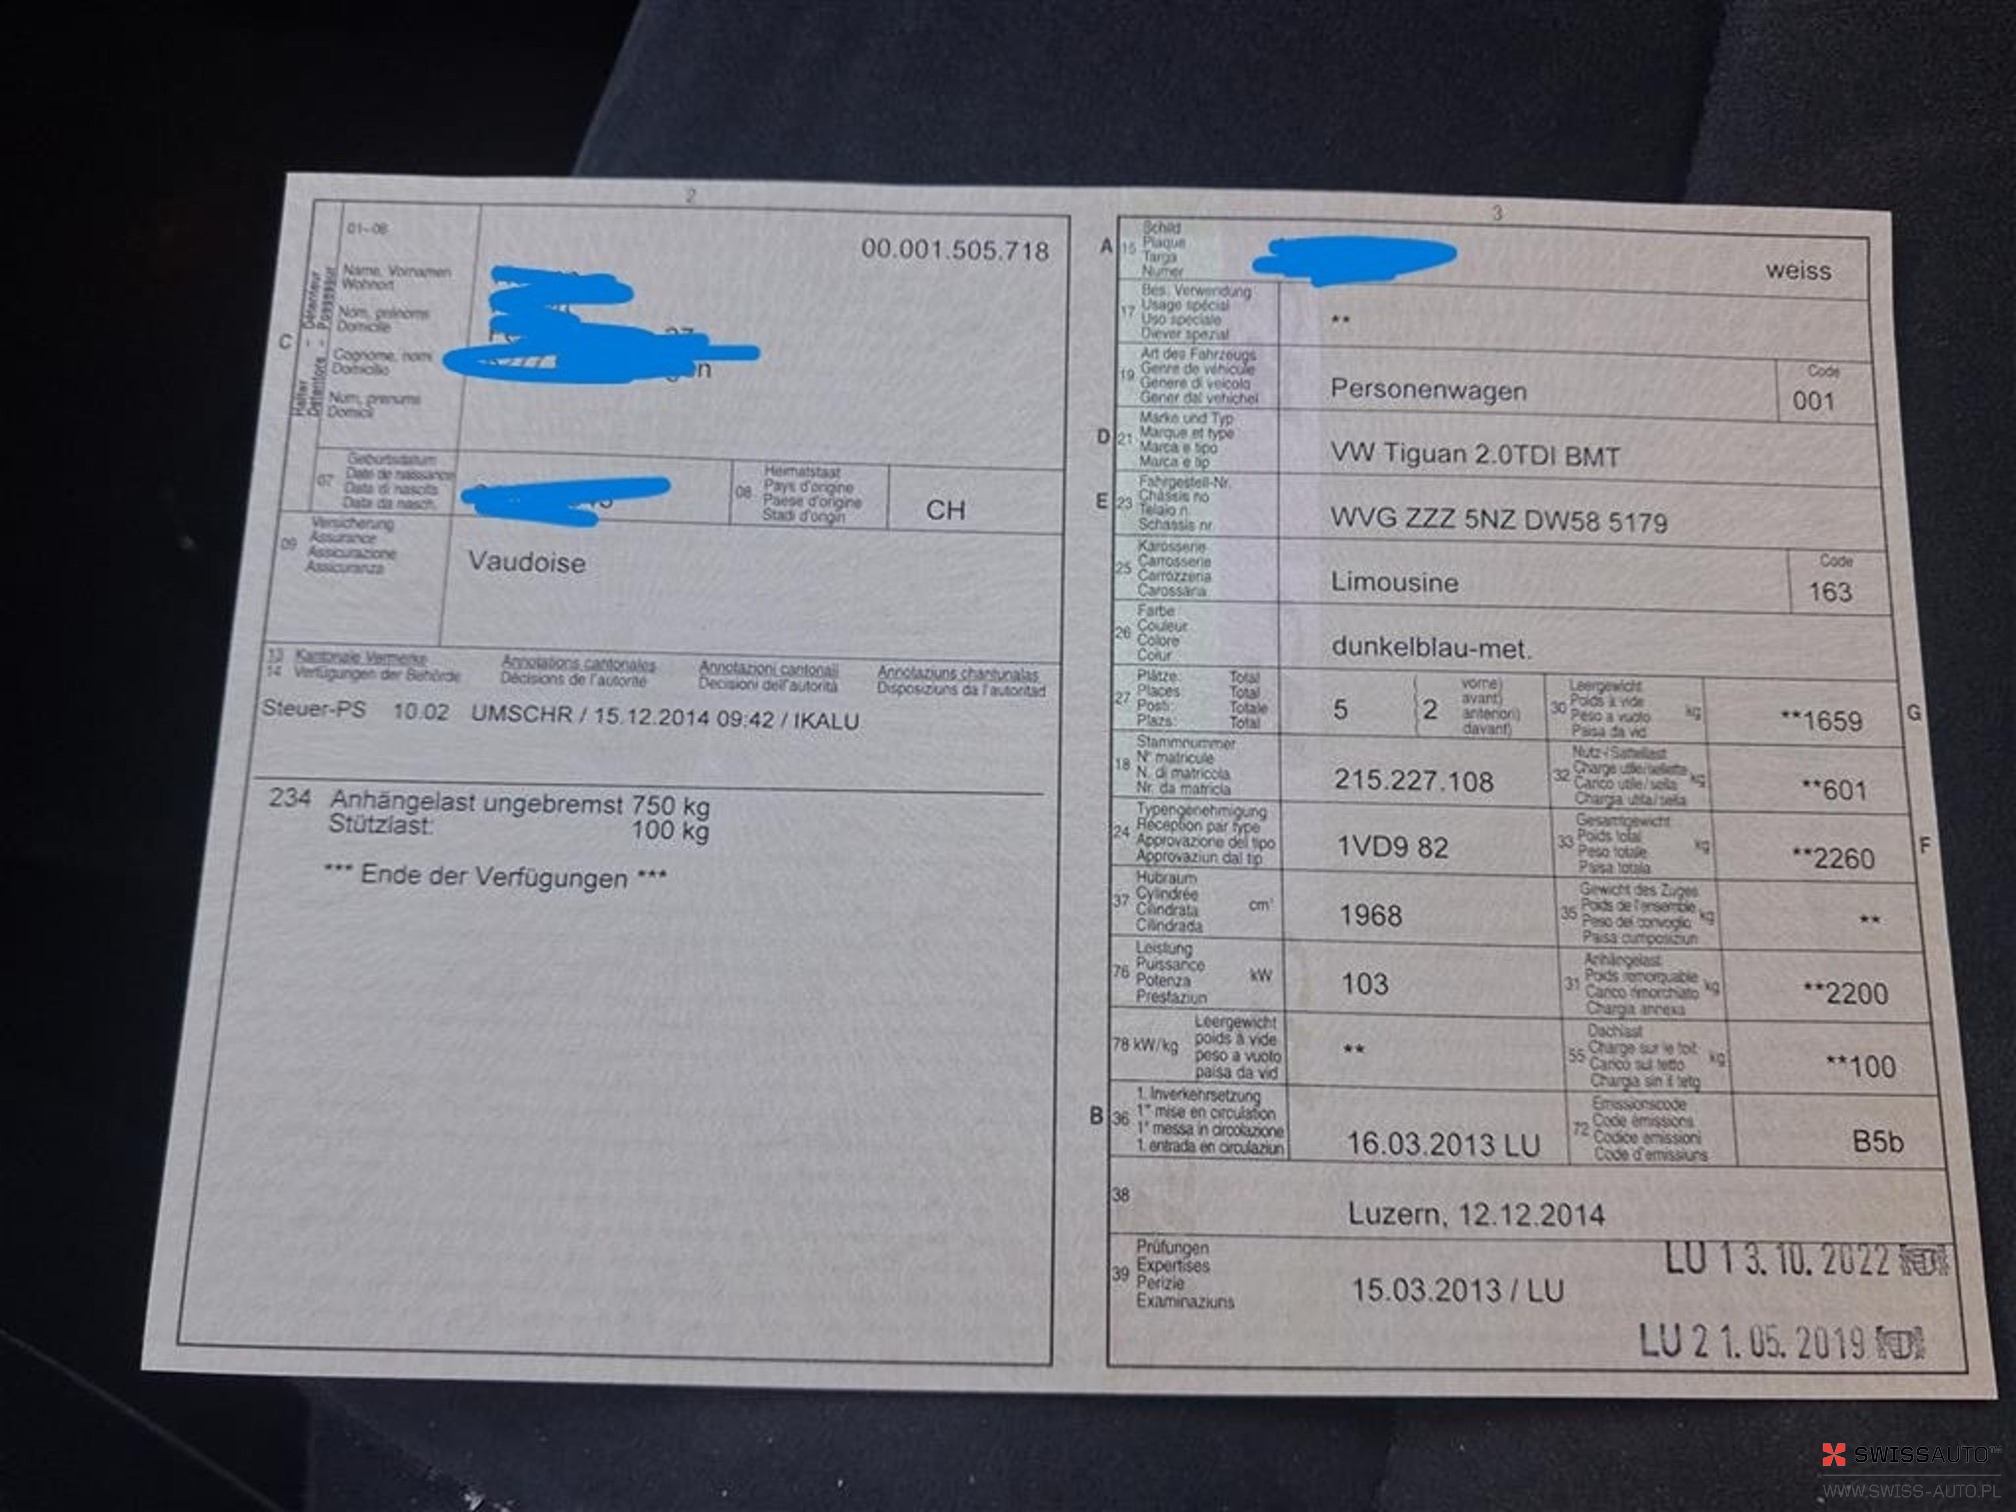 2
01-06
00.001.505.718
C
Halter - Détenteur
Detentore - Possessur
Name, Vornamen
Wohnort
Nom, prénoms
Domicile
Cognome, nomi
Domicilio
Num, prenums
Domicil
07
Geburtsdatum
Date de naissance
Data di nascita
Data da nasch.
08
Heimatstaat
Pays d'origine
Paese d'origine
Stadi d'origin
CH
09
Versicherung
Assurance
Assicurazione
Assicuranza
Vaudoise
13 Kantonale Vermerke Annotations cantonales Annotazioni cantonali Annotaziuns chantunalas
14 Verfügungen der Behörde Décisions de l'autorité Decisioni dell'autorità Disposiziuns da l'autoritad
Steuer-PS 10.02 UMSCHR / 15.12.2014 09:42 / IKALU
234 Anhängelast ungebremst 750 kg
Stützlast: 100 kg
*** Ende der Verfügungen ***
3
A 15
Schild
Plaque
Targa
Numer
weiss
17
Bes. Verwendung
Usage spécial
Uso speciale
Diever spezial
**
19
Art des Fahrzeugs
Genre de véhicule
Genere di veicolo
Gener dal vehichel
Personenwagen
Code
001
D 21
Marke und Typ
Marque et type
Marca e tipo
Marca e tip
VW Tiguan 2.0TDI BMT
E 23
Fahrgestell-Nr.
Châssis no
Telaio n.
Schassis nr.
WVG ZZZ 5NZ DW58 5179
25
Karosserie
Carrosserie
Carrozzeria
Carossaria
Limousine
Code
163
26
Farbe
Couleur
Colore
Colur
dunkelblau-met.
27
Plätze: Total
Places Total
Posti: Totale
Plazs: Total
5
2
vorne)
avant)
anteriori)
davant)
30
Leergewicht
Poids à vide
Peso a vuoto
Paisa da vid
kg
**1659
G
18
Stammnummer
N° matricule
N. di matricola
Nr. da matricla
215.227.108
32
Nutz-/Sattellast
Charge utile/sellette
Carico utile/sella
Chargia utila/sella
kg
**601
24
Typengenehmigung
Réception par type
Approvazione del tipo
Approvaziun dal tip
1VD9 82
33
Gesamtgewicht
Poids total
Peso totale
Paisa totala
kg
**2260
F
37
Hubraum
Cylindrée
Cilindrata
Cilindrada
cm³
1968
35
Gewicht des Zuges
Poids de l'ensemble
Peso del convoglio
Paisa cumposiziun
kg
**
76
Leistung
Puissance
Potenza
Prestaziun
kW
103
31
Anhängelast
Poids remorquable
Carico rimorchiato
Chargia annexa
kg
**2200
78 kW/kg
Leergewicht
poids à vide
peso a vuoto
paisa da vid
**
55
Dachlast
Charge sur le toit
Carico sul tetto
Chargia sin il tetg
kg
**100
B 36
1. Inverkehrsetzung
1ᵉ mise en circulation
1ᵃ messa in circolazione
1. entrada en circulaziun
16.03.2013 LU
72
Emissionscode
Code émissions
Codice emissioni
Code d'emissiuns
B5b
38
Luzern, 12.12.2014
39
Prüfungen
Expertises
Perizie
Examinaziuns
15.03.2013 / LU
LU 1 3. 10. 2022
LU 2 1. 05. 2019
SWISSAUTO™
WWW.SWISS-AUTO.PL